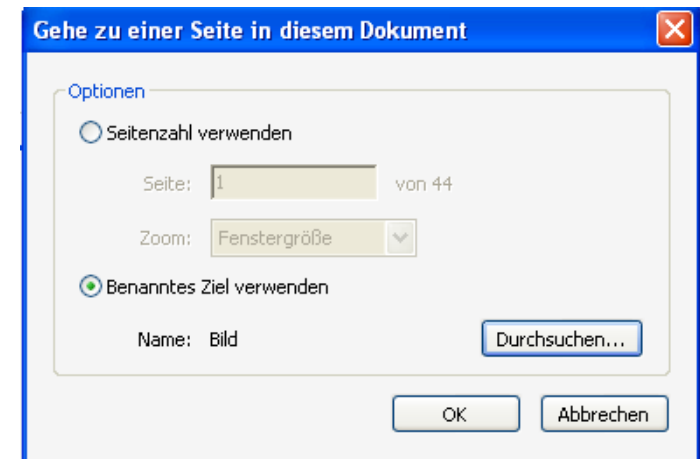 Gehe zu einer Seite in diesem Dokument
Optionen
Seitenzahl verwenden
Seite: 1 von 44
Zoom: Fenstergröße
Benanntes Ziel verwenden
Name: Bild Durchsuchen...
OK Abbrechen